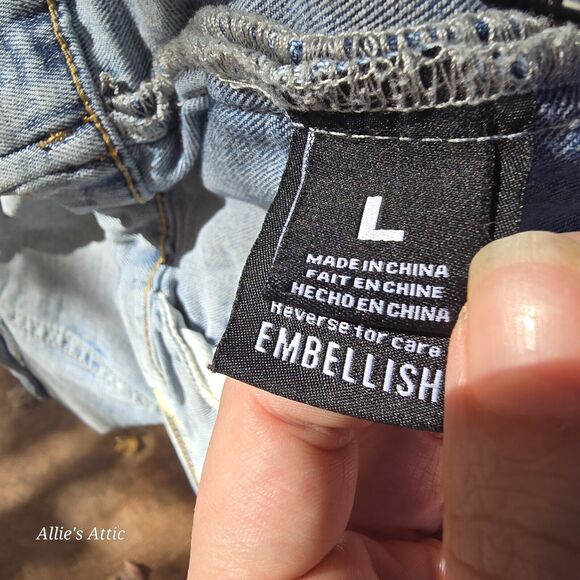 L
MADE IN CHINA
FAIT EN CHINE
HECHO EN CHINA
Reverse for care
EMBELLISH
Allie's Attic